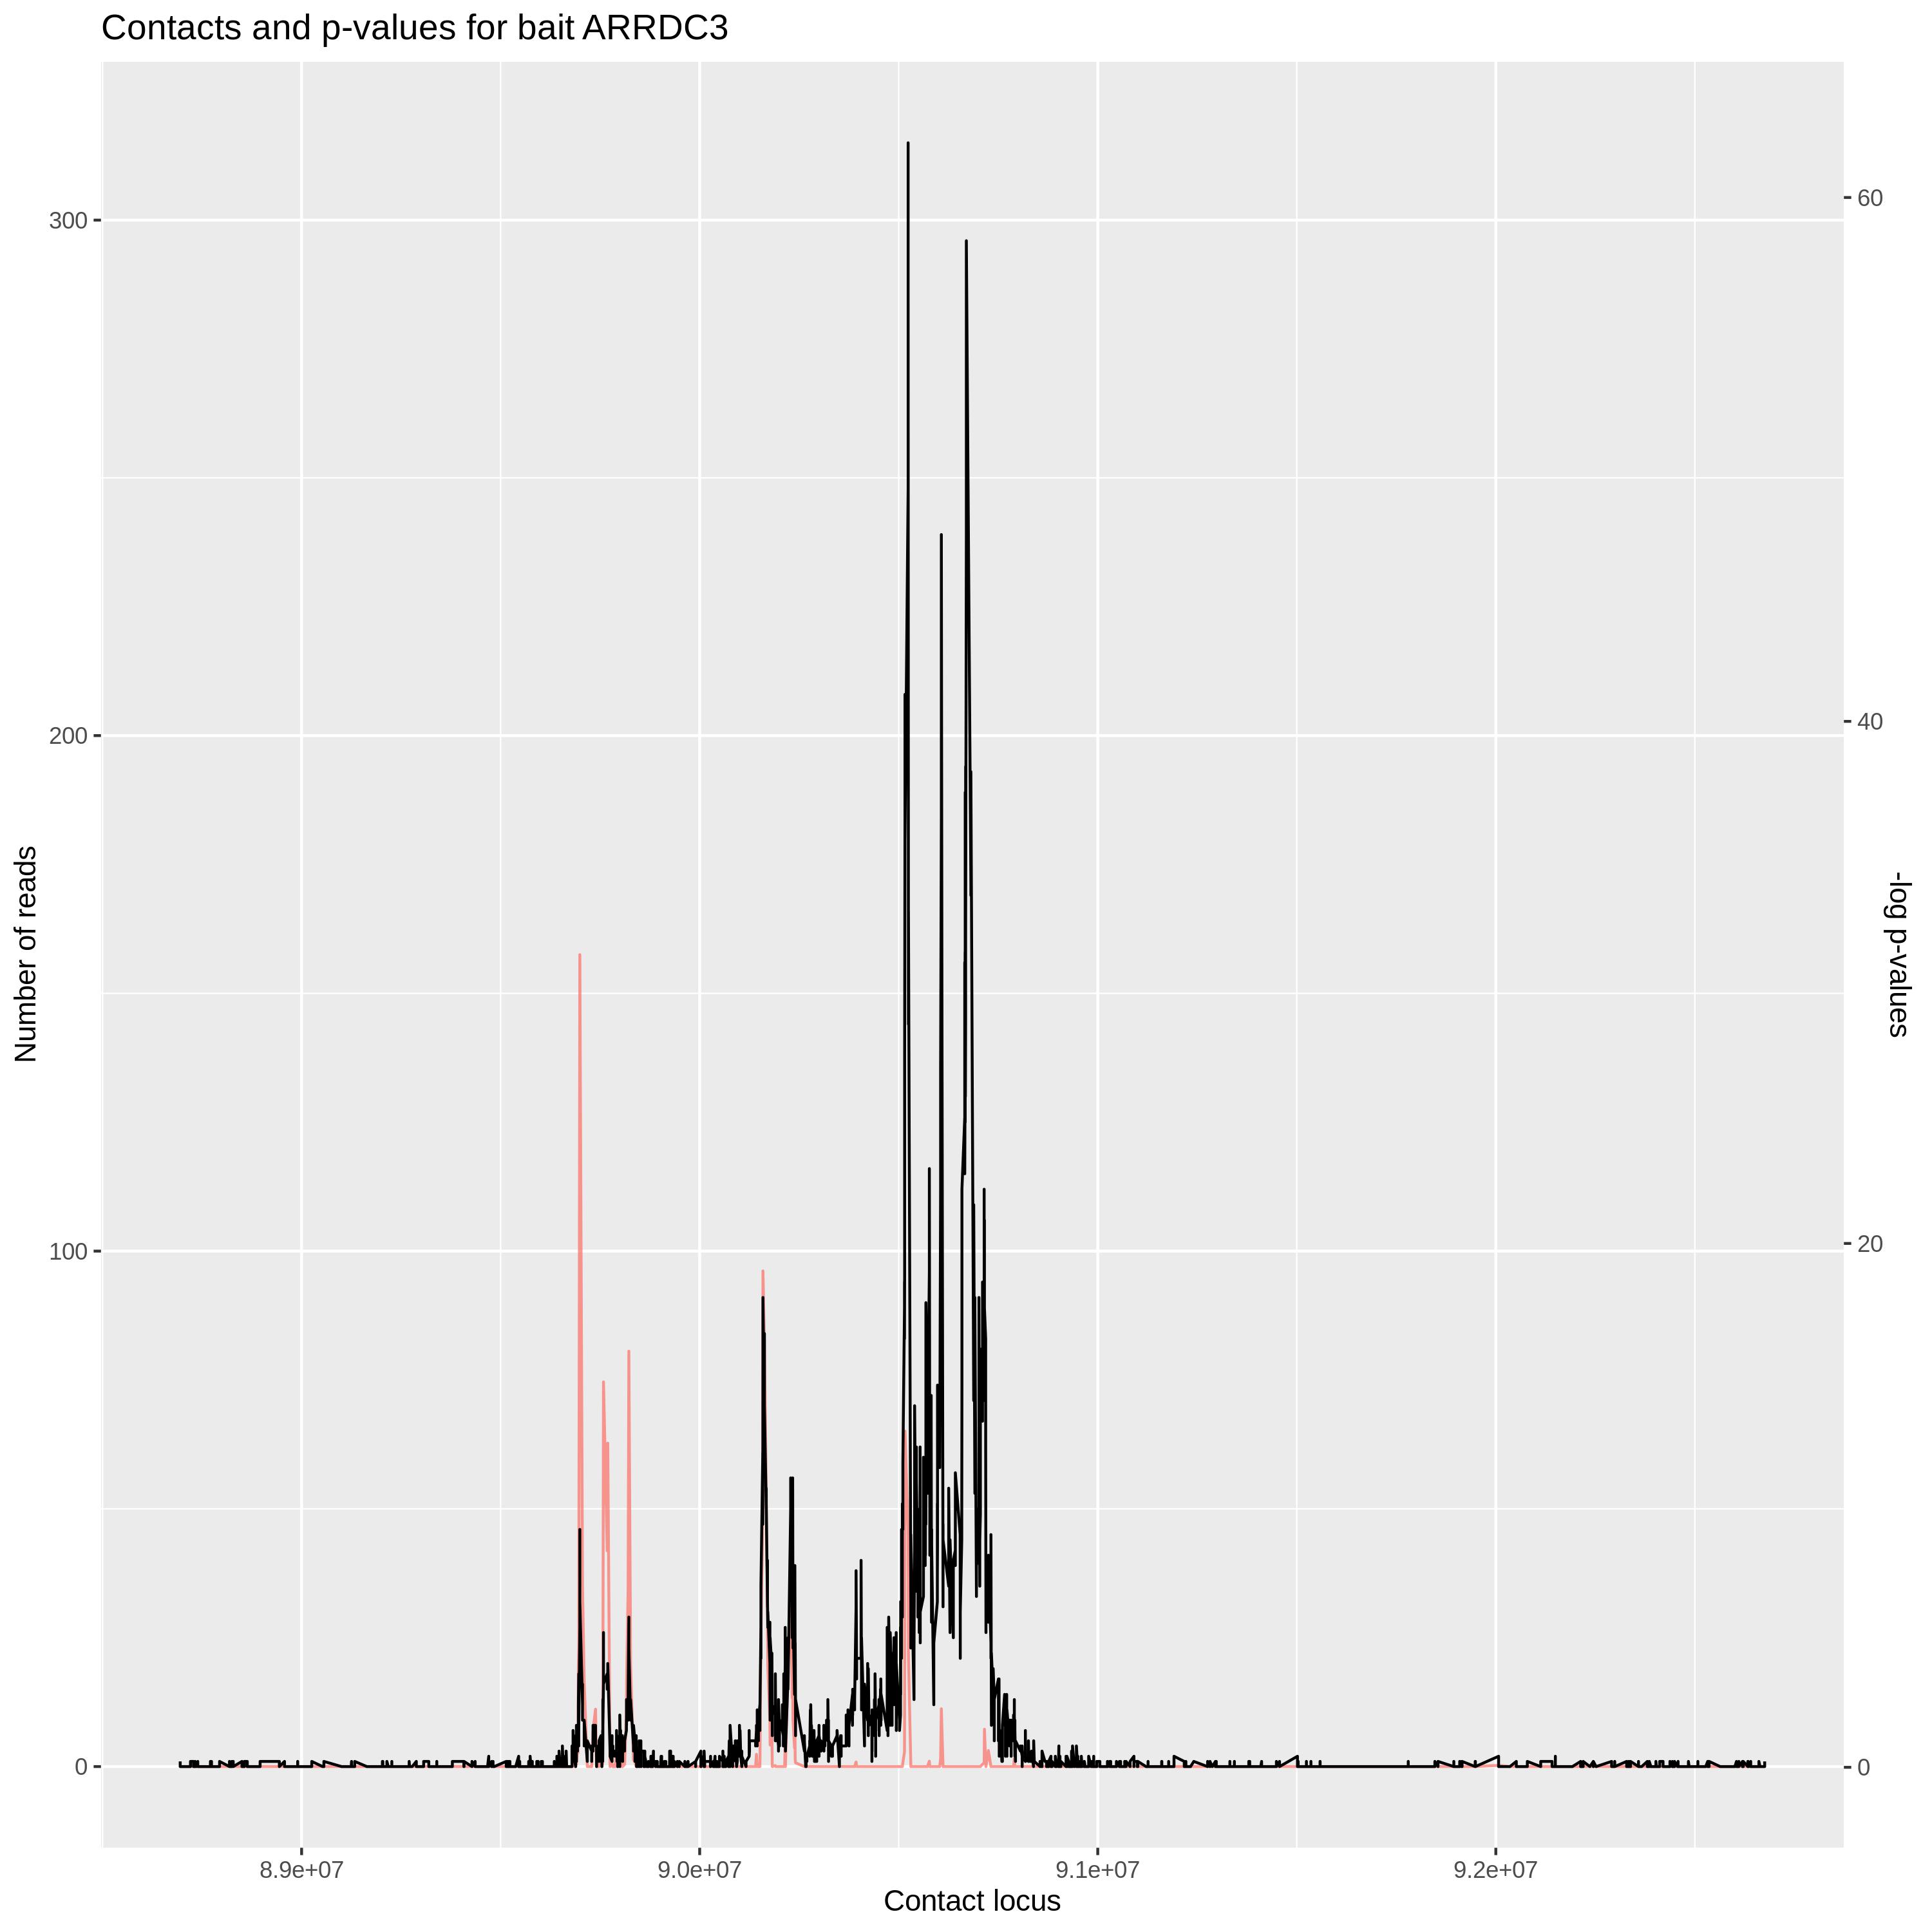 Contacts and p-values for bait ARRDC3
300
200
100
0
Number of reads
60
40
20
0
-log p-values
8.9e+07
9.0e+07
9.1e+07
9.2e+07
Contact locus